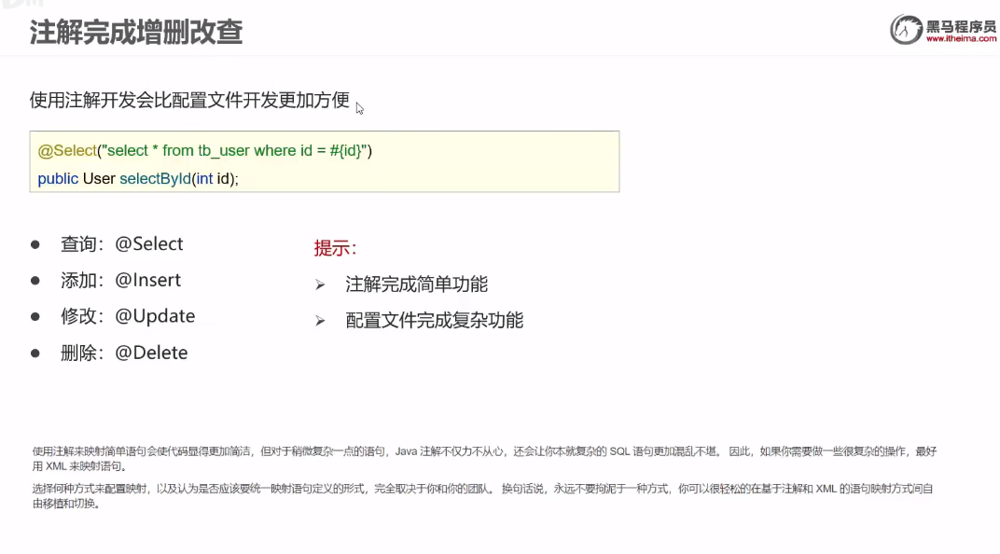 注解完成增删改查
黑马程序员
www.itheima.com
使用注解开发会比配置文件开发更加方便
@Select("select * from tb_user where id = #{id}")
public User selectById(int id);
● 查询：@Select
● 添加：@Insert
● 修改：@Update
● 删除：@Delete
提示：
➢ 注解完成简单功能
➢ 配置文件完成复杂功能
使用注解来映射简单语句会使代码显得更加简洁，但对于稍微复杂一点的语句，Java 注解不仅力不从心，还会让你本就复杂的 SQL 语句更加混乱不堪。 因此，如果你需要做一些很复杂的操作，最好
用 XML 来映射语句。
选择何种方式来配置映射，以及认为是否应该要统一映射语句定义的形式，完全取决于你和你的团队。 换句话说，永远不要拘泥于一种方式，你可以很轻松的在基于注解和 XML 的语句映射方式间自
由移植和切换。